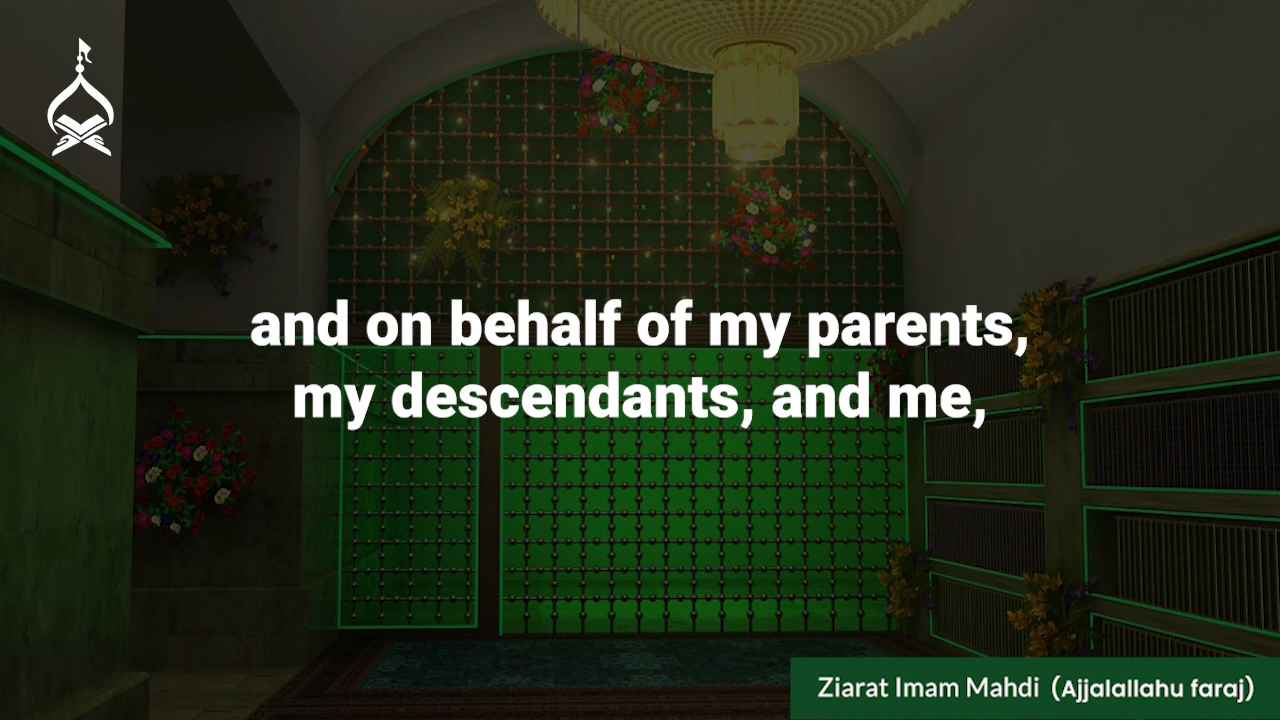 and on behalf of my parents,
my descendants, and me,
Ziarat Imam Mahdi (Ajjalallahu faraj)